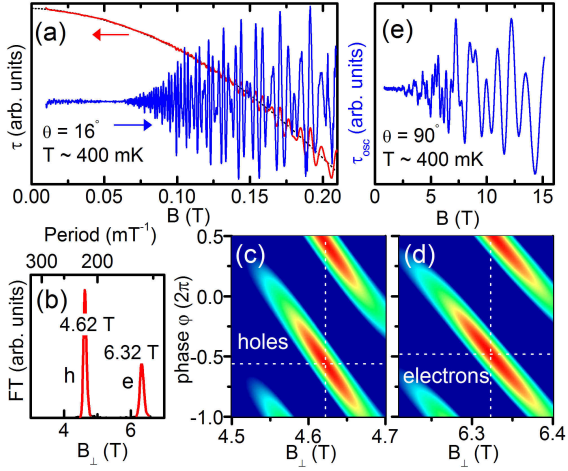 (a)
τ (arb. units)
θ = 16°
T ~ 400 mK
0.00 0.05 0.10 0.15 0.20
B (T)
(e)
τosc (arb. units)
θ = 90°
T ~ 400 mK
0 5 10 15
B (T)
Period (mT⁻¹)
300 200
(b)
FT (arb. units)
4.62 T
6.32 T
h e
4 6
B⊥ (T)
(c)
phase φ (2π)
0.5
0.0
-0.5
-1.0
holes
4.5 4.6 4.7
B⊥ (T)
(d)
electrons
6.3 6.4
B⊥ (T)